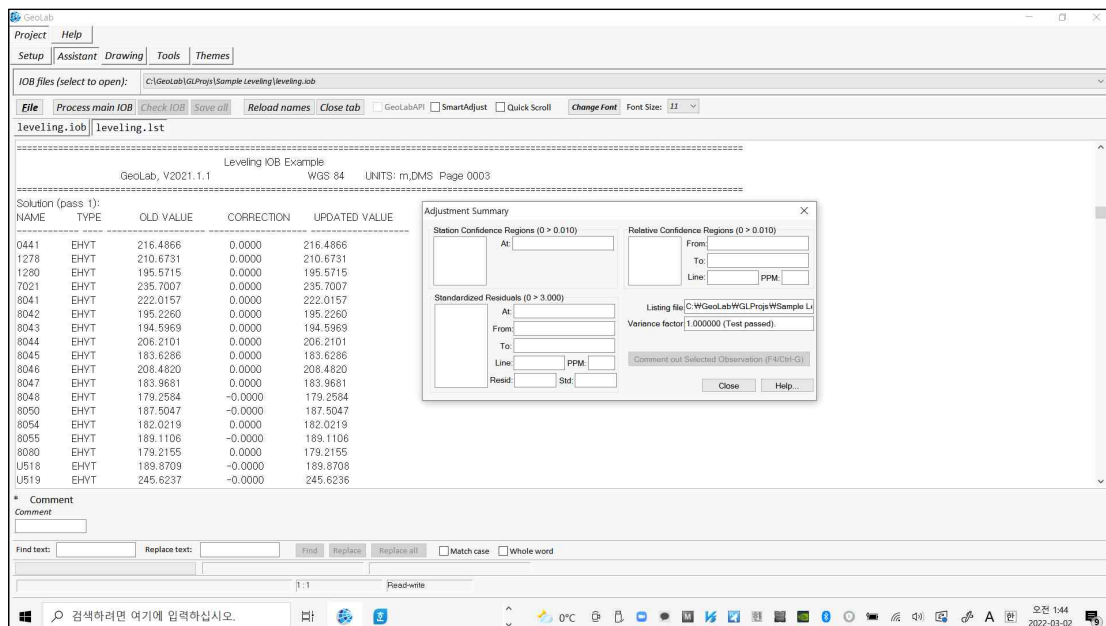 GeoLab
Project Help
Setup Assistant Drawing Tools Themes
IOB files (select to open): C:\GeoLab\GLProjs\Sample Leveling\leveling.iob
File Process main IOB Check IOB Save all Reload names Close tab GeoLabAPI SmartAdjust Quick Scroll Change Font Font Size: 11
leveling.iob leveling.lst
Leveling IOB Example
GeoLab, V2021.1.1 WGS 84 UNITS: m,DMS Page 0003
Solution (pass 1):
NAME TYPE OLD VALUE CORRECTION UPDATED VALUE
0441 EHYT 216.4866 0.0000 216.4866
1278 EHYT 210.6731 0.0000 210.6731
1280 EHYT 195.5715 0.0000 195.5715
7021 EHYT 235.7007 0.0000 235.7007
8041 EHYT 222.0157 0.0000 222.0157
8042 EHYT 195.2260 0.0000 195.2260
8043 EHYT 194.5969 0.0000 194.5969
8044 EHYT 206.2101 0.0000 206.2101
8045 EHYT 183.6286 0.0000 183.6286
8046 EHYT 208.4820 0.0000 208.4820
8047 EHYT 183.9681 0.0000 183.9681
8048 EHYT 179.2584 -0.0000 179.2584
8050 EHYT 187.5047 -0.0000 187.5047
8054 EHYT 182.0219 0.0000 182.0219
8055 EHYT 189.1106 -0.0000 189.1106
8080 EHYT 179.2155 0.0000 179.2155
U518 EHYT 189.8709 -0.0000 189.8708
U519 EHYT 245.6237 -0.0000 245.6236
Adjustment Summary
Station Confidence Regions (0 > 0.010)
At:
Relative Confidence Regions (0 > 0.010)
From:
To:
Line: PPM:
Standardized Residuals (0 > 3.000)
At:
From:
To:
Line: PPM:
Resid: Std:
Listing file C:₩GeoLab₩GLProjs₩Sample Le
Variance factor 1.000000 (Test passed).
Comment out Selected Observation (F4/Ctrl-G)
Close Help...
* Comment
Comment
Find text: Replace text: Find Replace Replace all Match case Whole word
1 : 1 Read-write
검색하려면 여기에 입력하십시오.
0°C
A 한
오전 1:44
2022-03-02